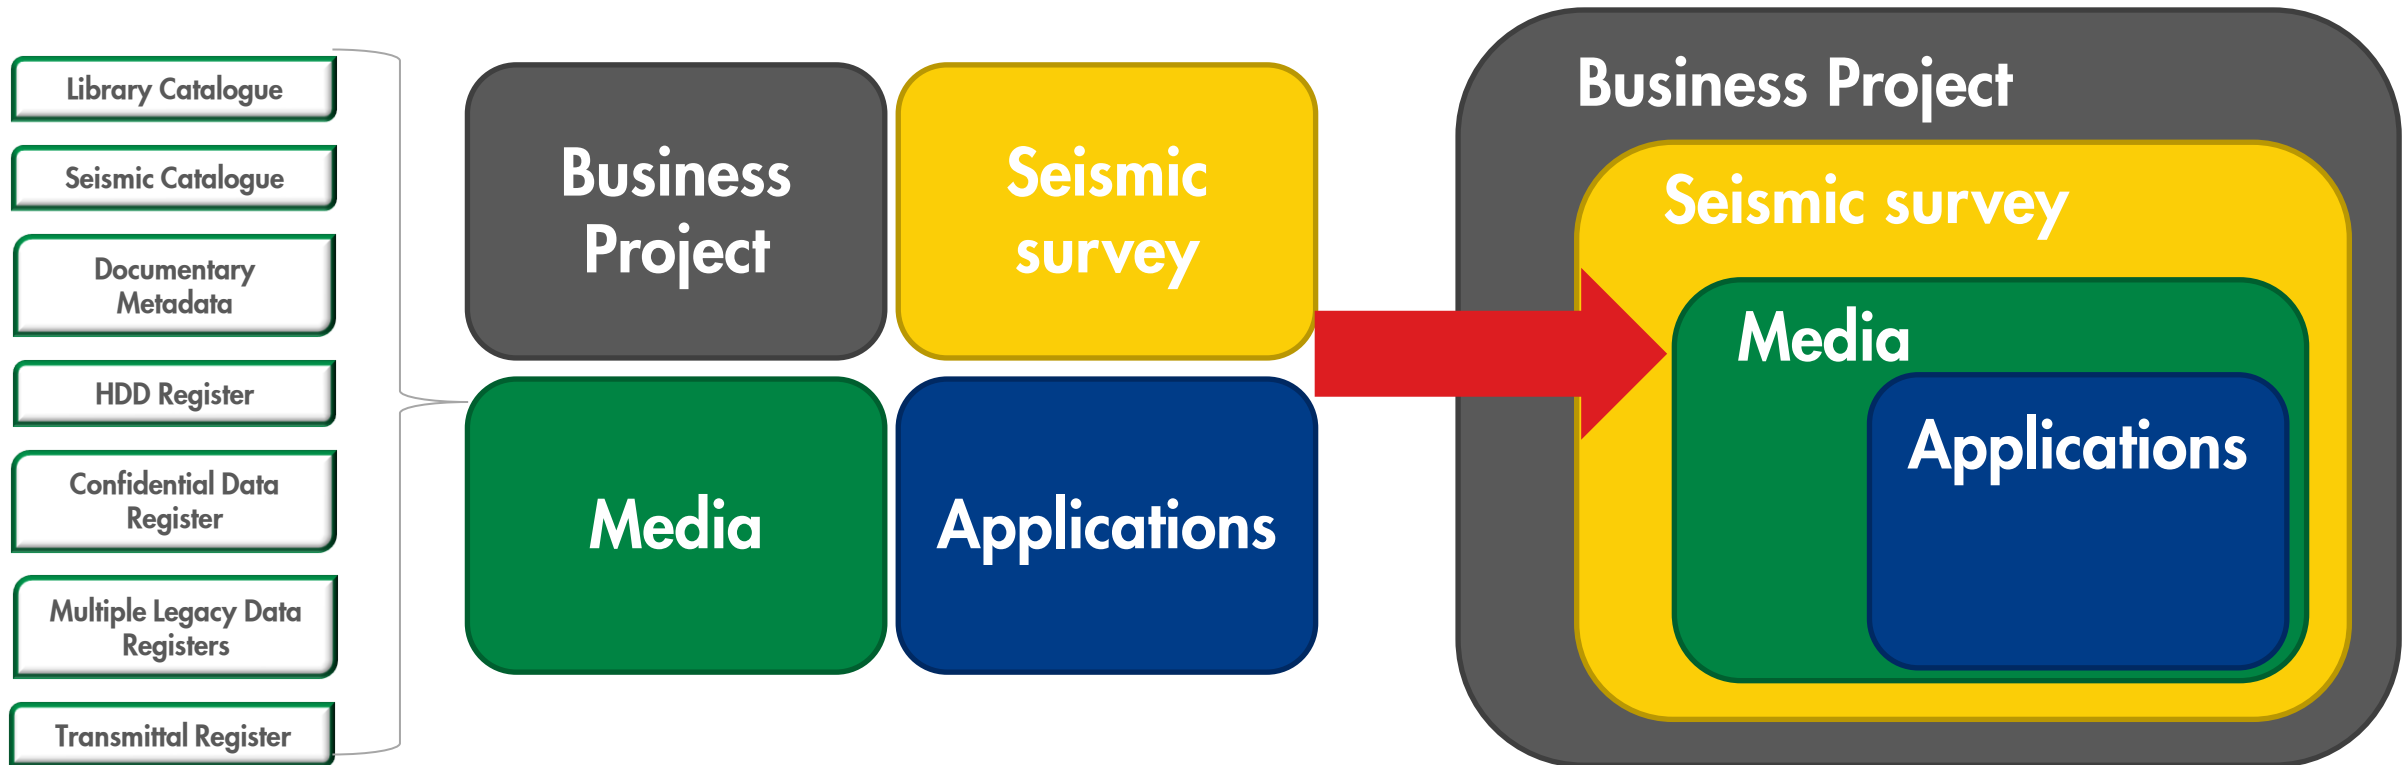 Library Catalogue
Seismic Catalogue
Documentary
Metadata
HDD Register
Confidential Data
Register
Multiple Legacy Data
Registers
Transmittal Register
Business
Project
Seismic
survey
Media
Applications
Business Project
Seismic survey
Media
Applications